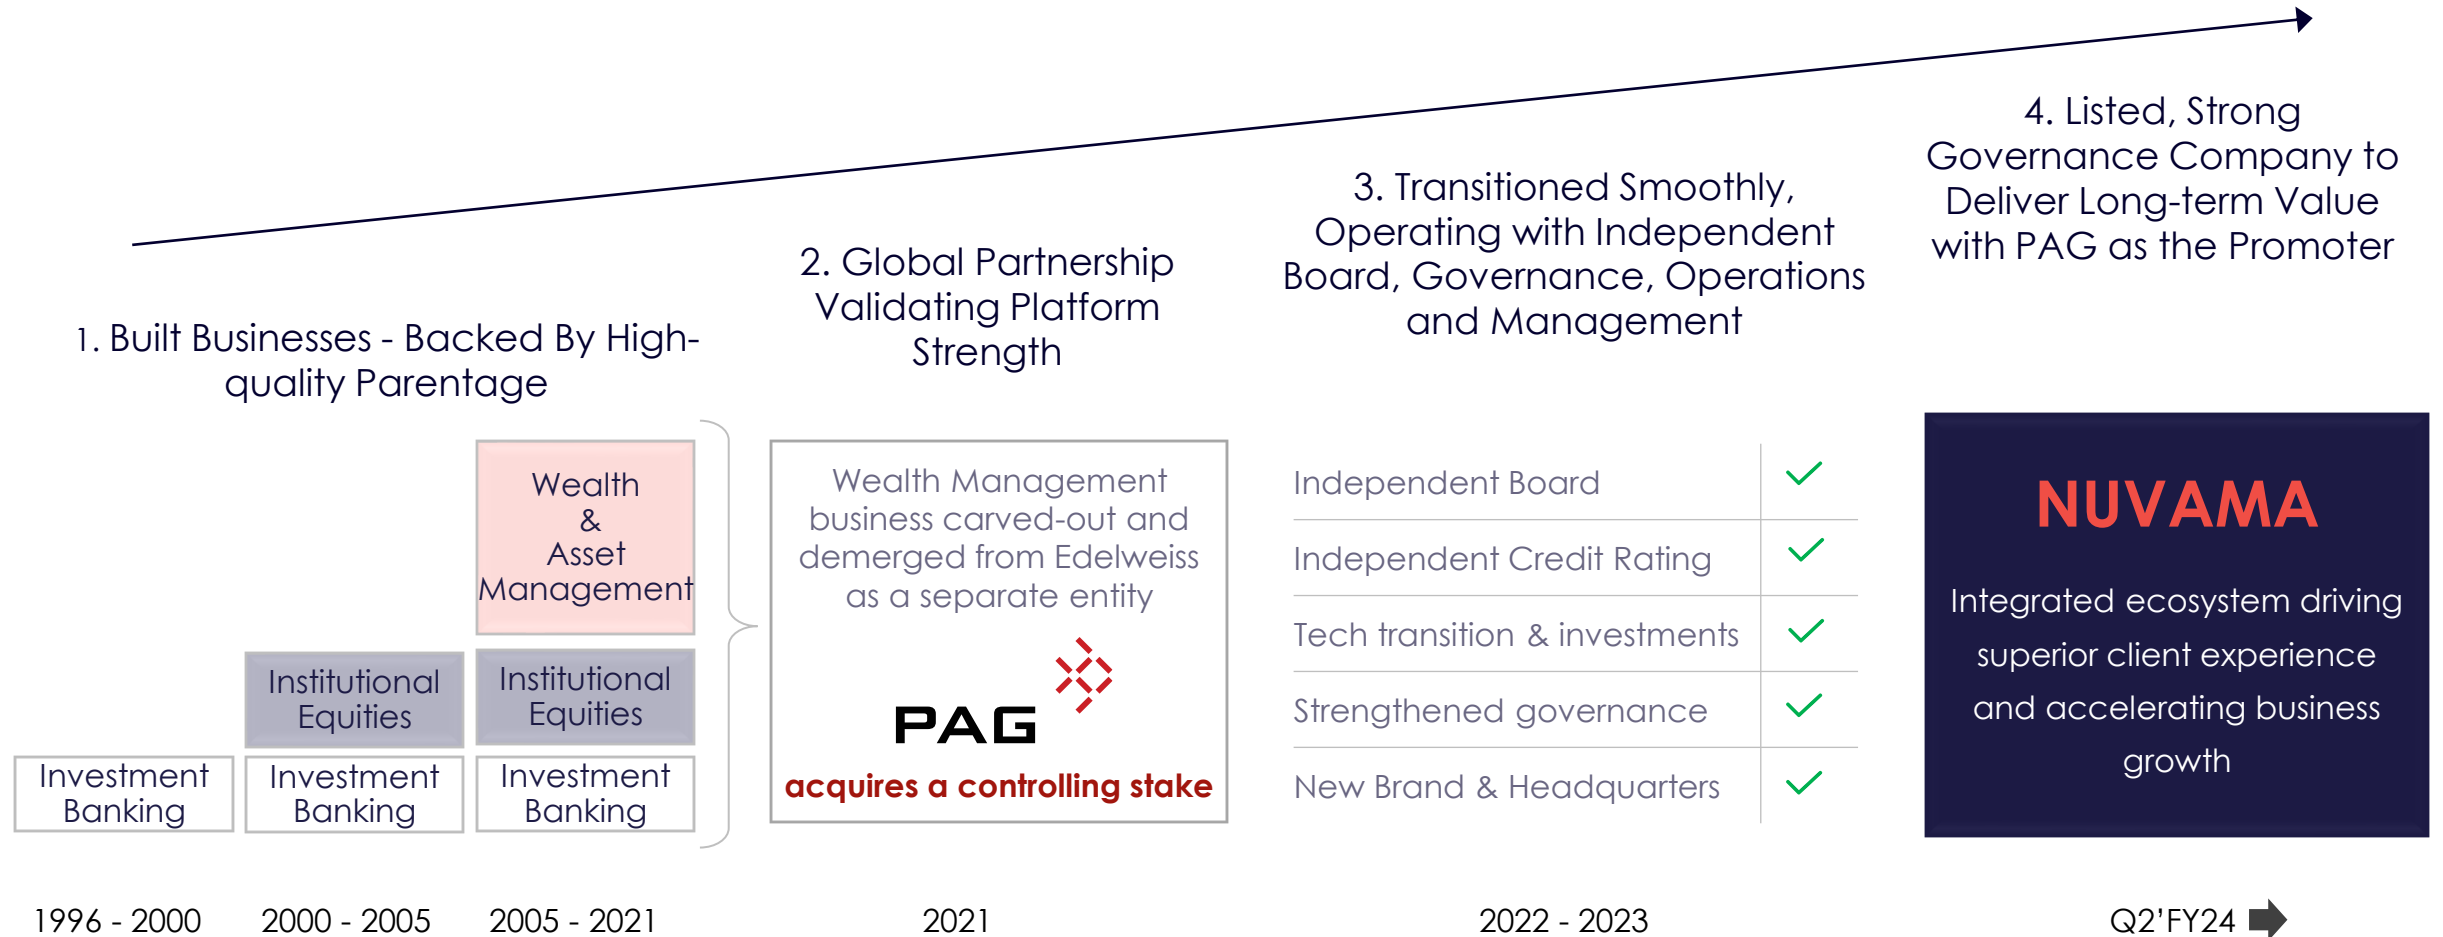 1. Built Businesses - Backed By High-
quality Parentage
2. Global Partnership
Validating Platform
Strength
3. Transitioned Smoothly,
Operating with Independent
Board, Governance, Operations
and Management
4. Listed, Strong
Governance Company to
Deliver Long-term Value
with PAG as the Promoter
Investment
Banking
Institutional
Equities
Investment
Banking
Wealth
&
Asset
Management
Institutional
Equities
Investment
Banking
Wealth Management
business carved-out and
demerged from Edelweiss
as a separate entity
PAG
acquires a controlling stake
Independent Board
Independent Credit Rating
Tech transition & investments
Strengthened governance
New Brand & Headquarters
NUVAMA
Integrated ecosystem driving
superior client experience
and accelerating business
growth
1996 - 2000
2000 - 2005
2005 - 2021
2021
2022 - 2023
Q2’FY24